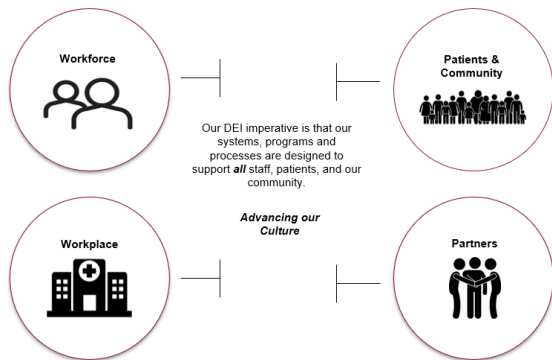 Workforce
Patients &
Community
Our DEI imperative is that our
systems, programs and
processes are designed to
support all staff, patients, and our
community.
Advancing our
Culture
Workplace
Partners